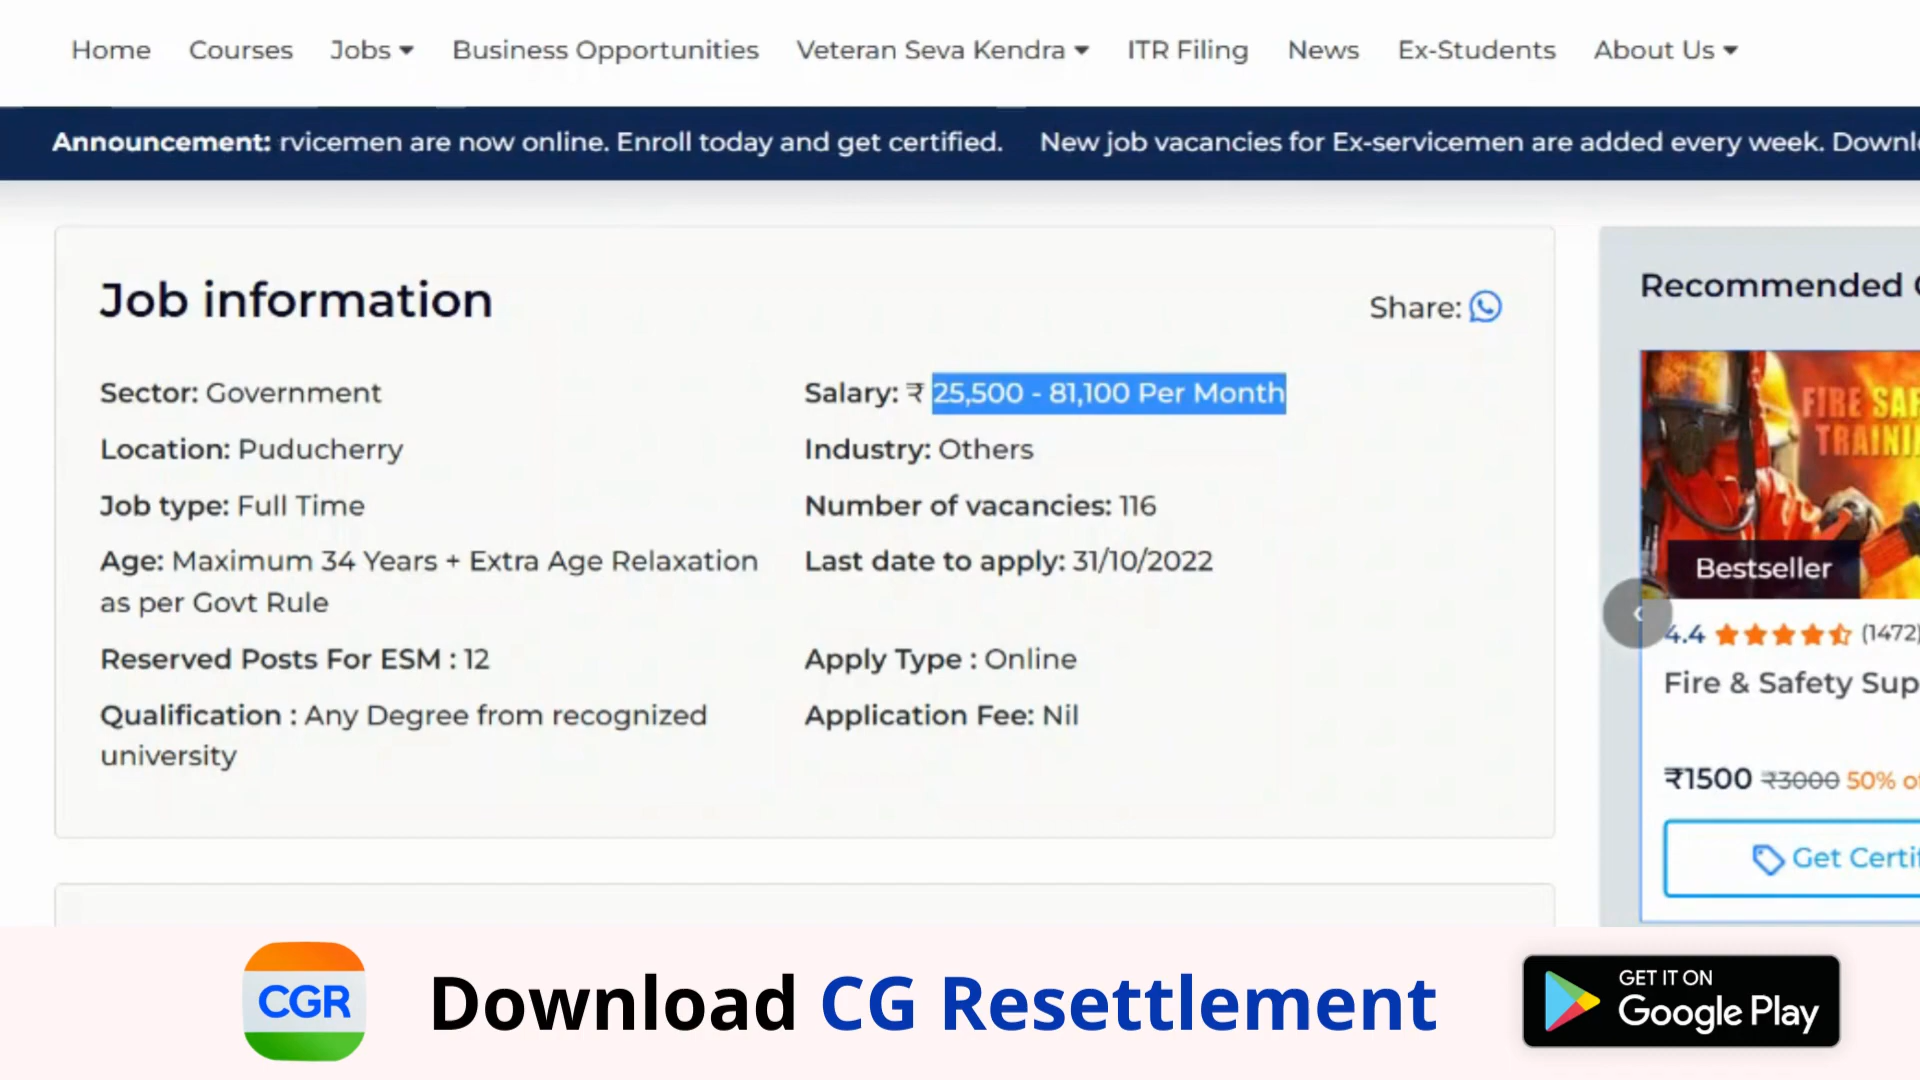 Home Courses Jobs Business Opportunities Veteran Seva Kendra ITR Filing News Ex-Students About Us
Announcement: rvicemen are now online. Enroll today and get certified. New job vacancies for Ex-servicemen are added every week. Downl
Job information
Share:
Sector: Government
Salary: ₹ 25,500 - 81,100 Per Month
Location: Puducherry
Industry: Others
Job type: Full Time
Number of vacancies: 116
Age: Maximum 34 Years + Extra Age Relaxation
as per Govt Rule
Last date to apply: 31/10/2022
Reserved Posts For ESM : 12
Apply Type : Online
Qualification : Any Degree from recognized
university
Application Fee: Nil
Recommended
FIRE SAF
TRAINI
Bestseller
4.4 (1472)
Fire & Safety Sup
₹1500 ₹3000 50% o
Get Certif
CGR
Download CG Resettlement
GET IT ON
Google Play